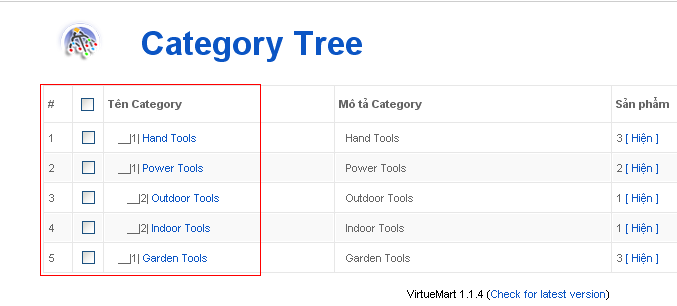 Category Tree
# Tén Category Mô tả Category Sản phẩm
1 __|1| Hand Tools Hand Tools 3 [ Hiện ]
2 __|1| Power Tools Power Tools 2 [ Hiện ]
3 __|2| Outdoor Tools Outdoor Tools 1 [ Hiện ]
4 __|2| Indoor Tools Indoor Tools 1 [ Hiện ]
5 __|1| Garden Tools Garden Tools 3 [ Hiện ]
VirtueMart 1.1.4 (Check for latest version)